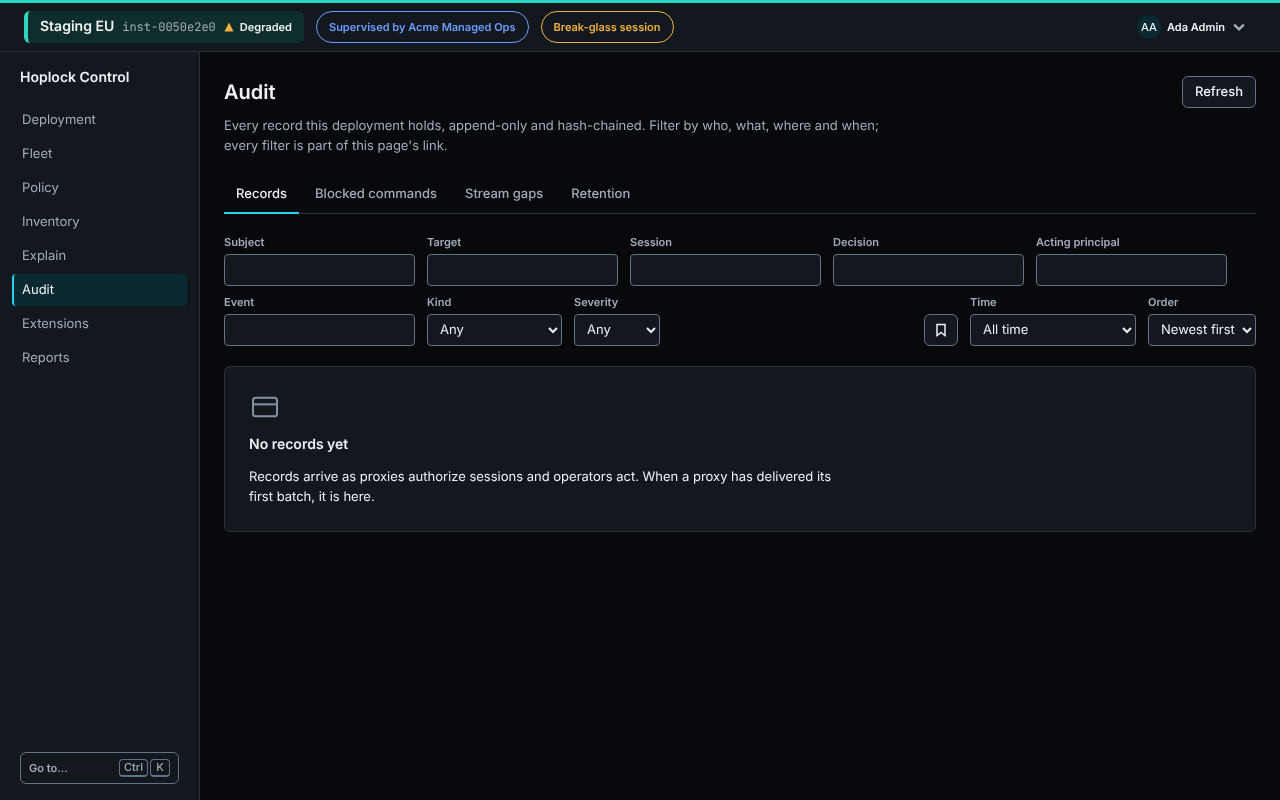 Staging EU inst-0050e2e0 Degraded
Supervised by Acme Managed Ops
Break-glass session
AA Ada Admin
Hoplock Control
Deployment
Fleet
Policy
Inventory
Explain
Audit
Extensions
Reports
Go to... Ctrl K
Audit
Refresh
Every record this deployment holds, append-only and hash-chained. Filter by who, what, where and when;
every filter is part of this page's link.
Records Blocked commands Stream gaps Retention
Subject Target Session Decision Acting principal
Event Kind Severity Time Order
Any Any All time Newest first
No records yet
Records arrive as proxies authorize sessions and operators act. When a proxy has delivered its
first batch, it is here.